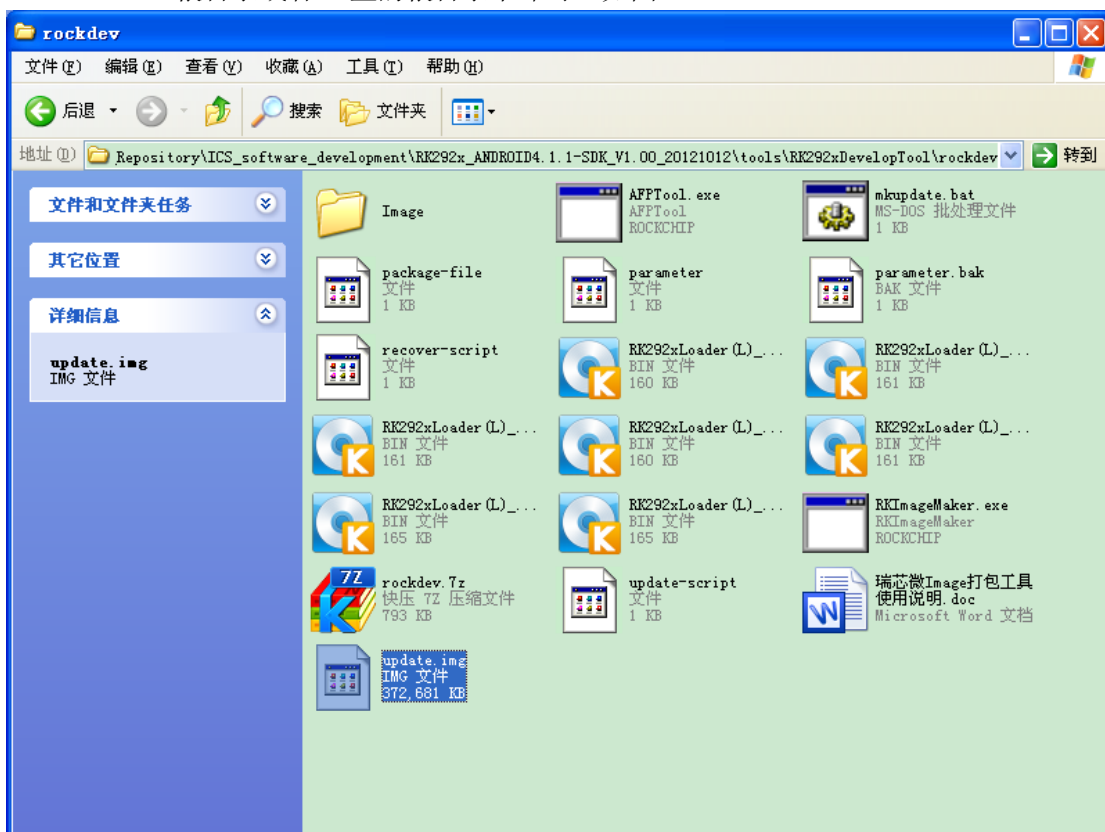 rockdev
文件(F) 编辑(E) 查看(V) 收藏(A) 工具(T) 帮助(H)
后退 搜索 文件夹
地址(D) Repository\ICS_software_development\RK292x_ANDROID4.1.1-SDK_V1.00_20121012\tools\RK292xDevelopTool\rockdev 转到
文件和文件夹任务
其它位置
详细信息
update.img
IMG 文件
Image
AFPTool.exe
AFPTool
ROCKCHIP
mkupdate.bat
MS-DOS 批处理文件
1 KB
package-file
文件
1 KB
parameter
文件
1 KB
parameter.bak
BAK 文件
1 KB
recover-script
文件
1 KB
RK292xLoader(L)_...
BIN 文件
160 KB
RK292xLoader(L)_...
BIN 文件
161 KB
RK292xLoader(L)_...
BIN 文件
161 KB
RK292xLoader(L)_...
BIN 文件
160 KB
RK292xLoader(L)_...
BIN 文件
161 KB
RK292xLoader(L)_...
BIN 文件
165 KB
RK292xLoader(L)_...
BIN 文件
165 KB
RKImageMaker.exe
RKImageMaker
ROCKCHIP
7Z
rockdev.7z
快压 7Z 压缩文件
793 KB
update-script
文件
1 KB
瑞芯微Image打包工具
使用说明.doc
Microsoft Word 文档
update.img
IMG 文件
372,681 KB